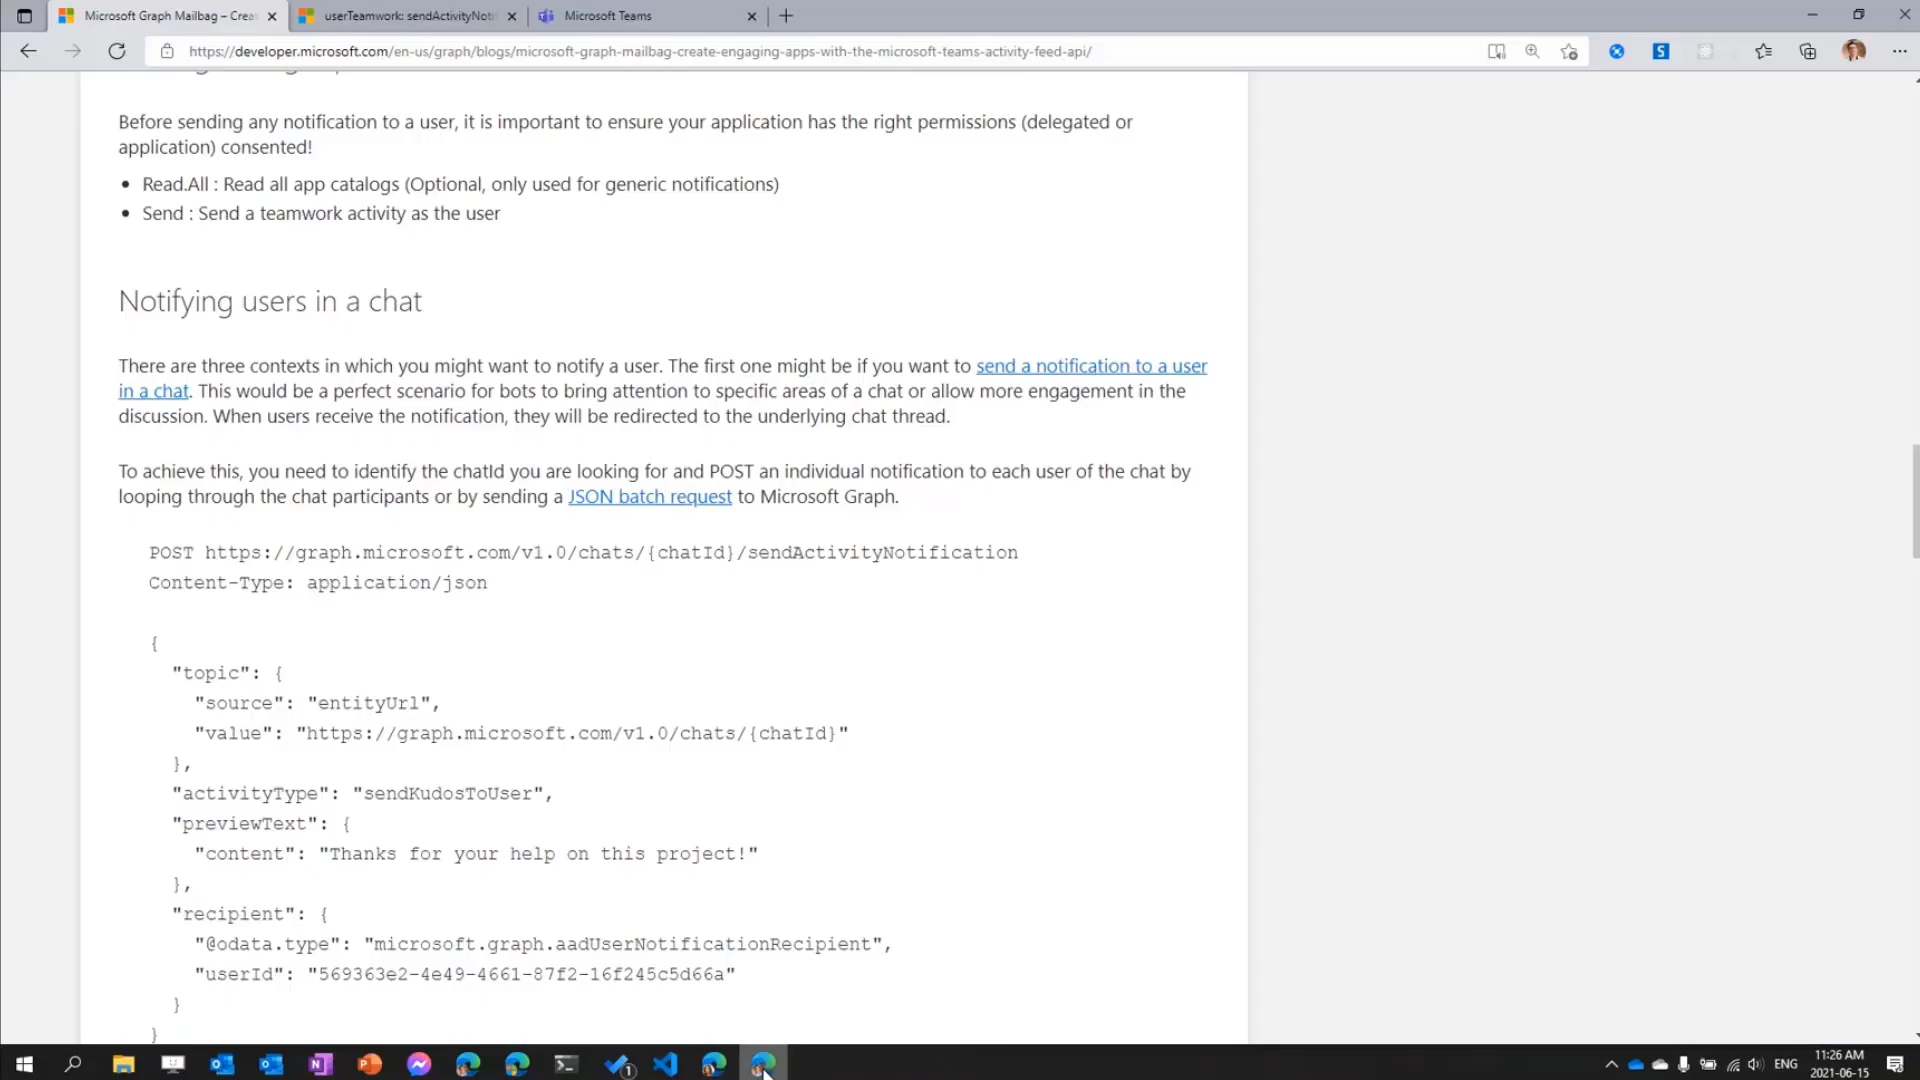 Microsoft Graph Mailbag – Crea
userTeamwork: sendActivityNoti
Microsoft Teams
https://developer.microsoft.com/en-us/graph/blogs/microsoft-graph-mailbag-create-engaging-apps-with-the-microsoft-teams-activity-feed-api/
Before sending any notification to a user, it is important to ensure your application has the right permissions (delegated or
application) consented!
• Read.All : Read all app catalogs (Optional, only used for generic notifications)
• Send : Send a teamwork activity as the user
Notifying users in a chat
There are three contexts in which you might want to notify a user. The first one might be if you want to send a notification to a user
in a chat. This would be a perfect scenario for bots to bring attention to specific areas of a chat or allow more engagement in the
discussion. When users receive the notification, they will be redirected to the underlying chat thread.
To achieve this, you need to identify the chatId you are looking for and POST an individual notification to each user of the chat by
looping through the chat participants or by sending a JSON batch request to Microsoft Graph.
POST https://graph.microsoft.com/v1.0/chats/{chatId}/sendActivityNotification
Content-Type: application/json
{
"topic": {
"source": "entityUrl",
"value": "https://graph.microsoft.com/v1.0/chats/{chatId}"
},
"activityType": "sendKudosToUser",
"previewText": {
"content": "Thanks for your help on this project!"
},
"recipient": {
"@odata.type": "microsoft.graph.aadUserNotificationRecipient",
"userId": "569363e2-4e49-4661-87f2-16f245c5d66a"
}
}
ENG
11:26 AM
2021-06-15